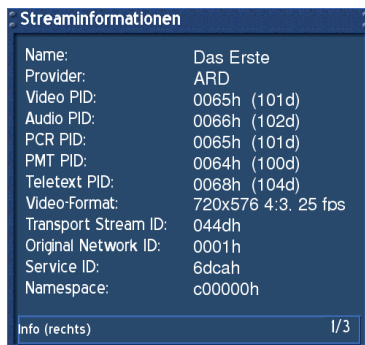 Streaminformationen
Name: Das Erste
Provider: ARD
Video PID: 0065h (101d)
Audio PID: 0066h (102d)
PCR PID: 0065h (101d)
PMT PID: 0064h (100d)
Teletext PID: 0068h (104d)
Video-Format: 720x576 4:3, 25 fps
Transport Stream ID: 044dh
Original Network ID: 0001h
Service ID: 6dcah
Namespace: c00000h
Info (rechts) 1/3